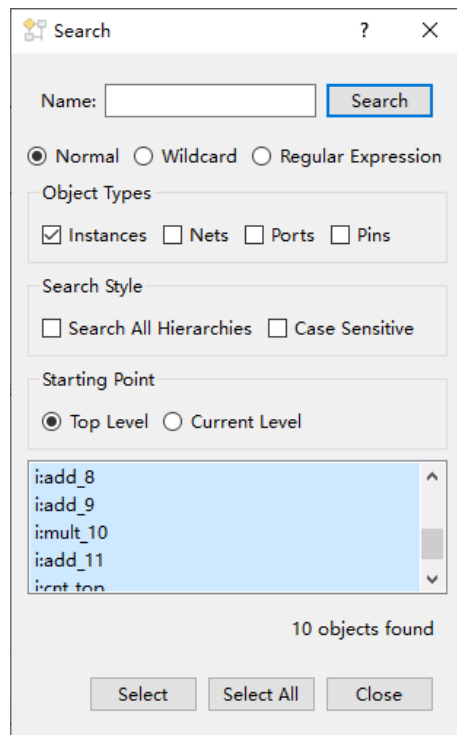 Search ?
Name: Search
Normal Wildcard Regular Expression
Object Types
Instances Nets Ports Pins
Search Style
Search All Hierarchies Case Sensitive
Starting Point
Top Level Current Level
i:add_8
i:add_9
i:mult_10
i:add_11
i:cnt_top
10 objects found
Select Select All Close